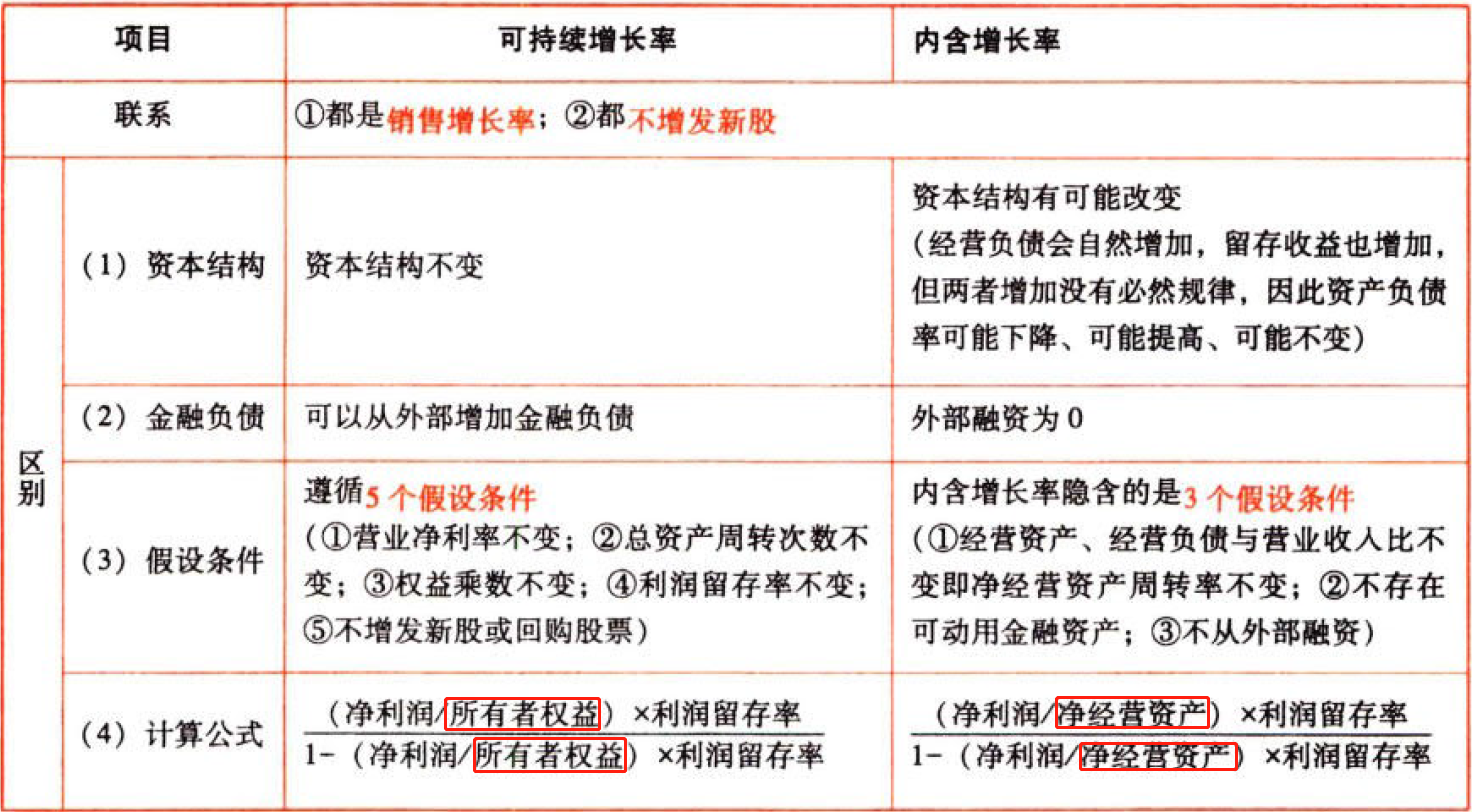 项目
可持续增长率
内含增长率
联系
①都是销售增长率；②都不增发新股
区别
（1）资本结构
资本结构不变
资本结构有可能改变
（经营负债会自然增加，留存收益也增加，
但两者增加没有必然规律，因此资产负债
率可能下降、可能提高、可能不变）
（2）金融负债
可以从外部增加金融负债
外部融资为0
（3）假设条件
遵循5个假设条件
（①营业净利率不变；②总资产周转次数不
变；③权益乘数不变；④利润留存率不变；
⑤不增发新股或回购股票）
内含增长率隐含的是3个假设条件
（①经营资产、经营负债与营业收入比不
变即净经营资产周转率不变；②不存在
可动用金融资产；③不从外部融资）
（4）计算公式
（净利润/所有者权益）×利润留存率
1-（净利润/所有者权益）×利润留存率
（净利润/净经营资产）×利润留存率
1-（净利润/净经营资产）×利润留存率